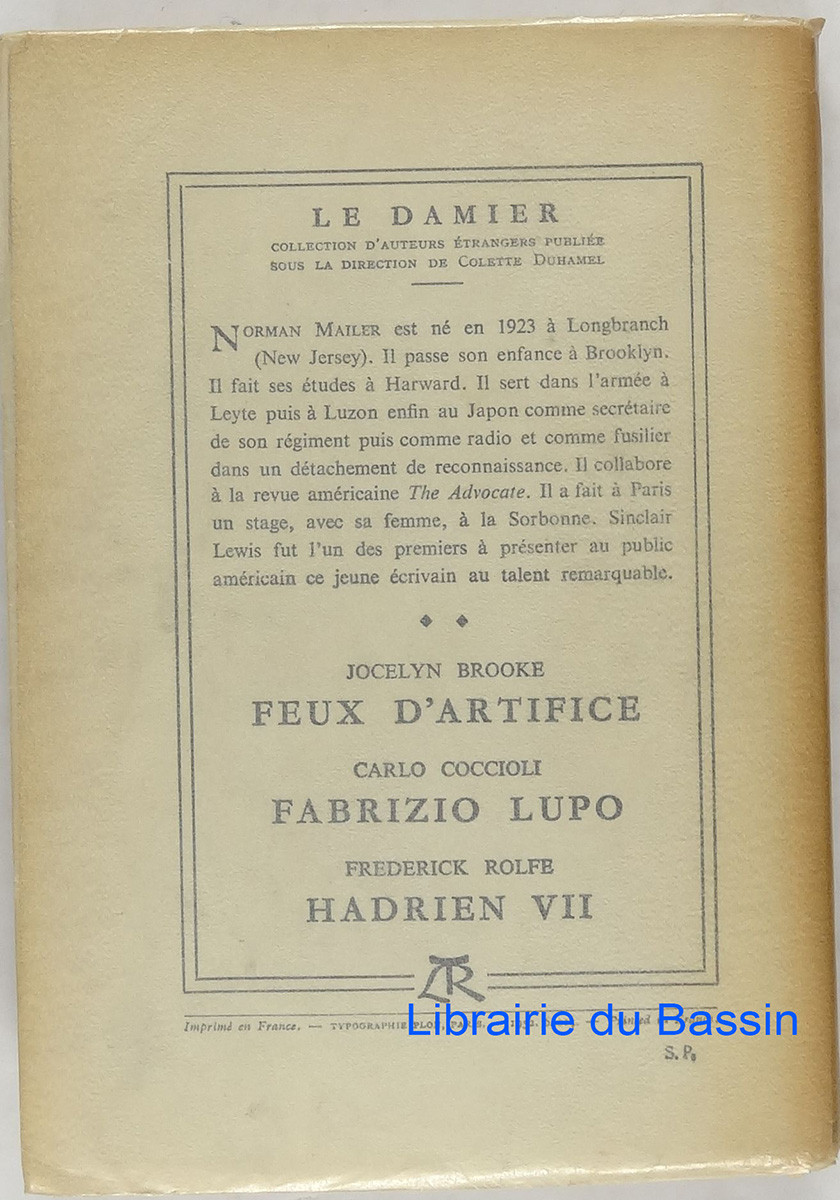 LE DAMIER
COLLECTION D'AUTEURS ÉTRANGERS PUBLIÉE
SOUS LA DIRECTION DE COLETTE DUHAMEL
NORMAN MAILER est né en 1923 à Longbranch
(New Jersey). Il passe son enfance à Brooklyn.
Il fait ses études à Harward. Il sert dans l'armée à
Leyte puis à Luzon enfin au Japon comme secrétaire
de son régiment puis comme radio et comme fusilier
dans un détachement de reconnaissance. Il collabore
à la revue américaine The Advocate. Il a fait à Paris
un stage, avec sa femme, à la Sorbonne. Sinclair
Lewis fut l'un des premiers à présenter au public
américain ce jeune écrivain au talent remarquable.
JOCELYN BROOKE
FEUX D'ARTIFICE
CARLO COCCIOLI
FABRIZIO LUPO
FREDERICK ROLFE
HADRIEN VII
LTR
Imprimé en France. — TYPOGRAPHIE PLON, PARIS.
Librairie du Bassin
S. P.